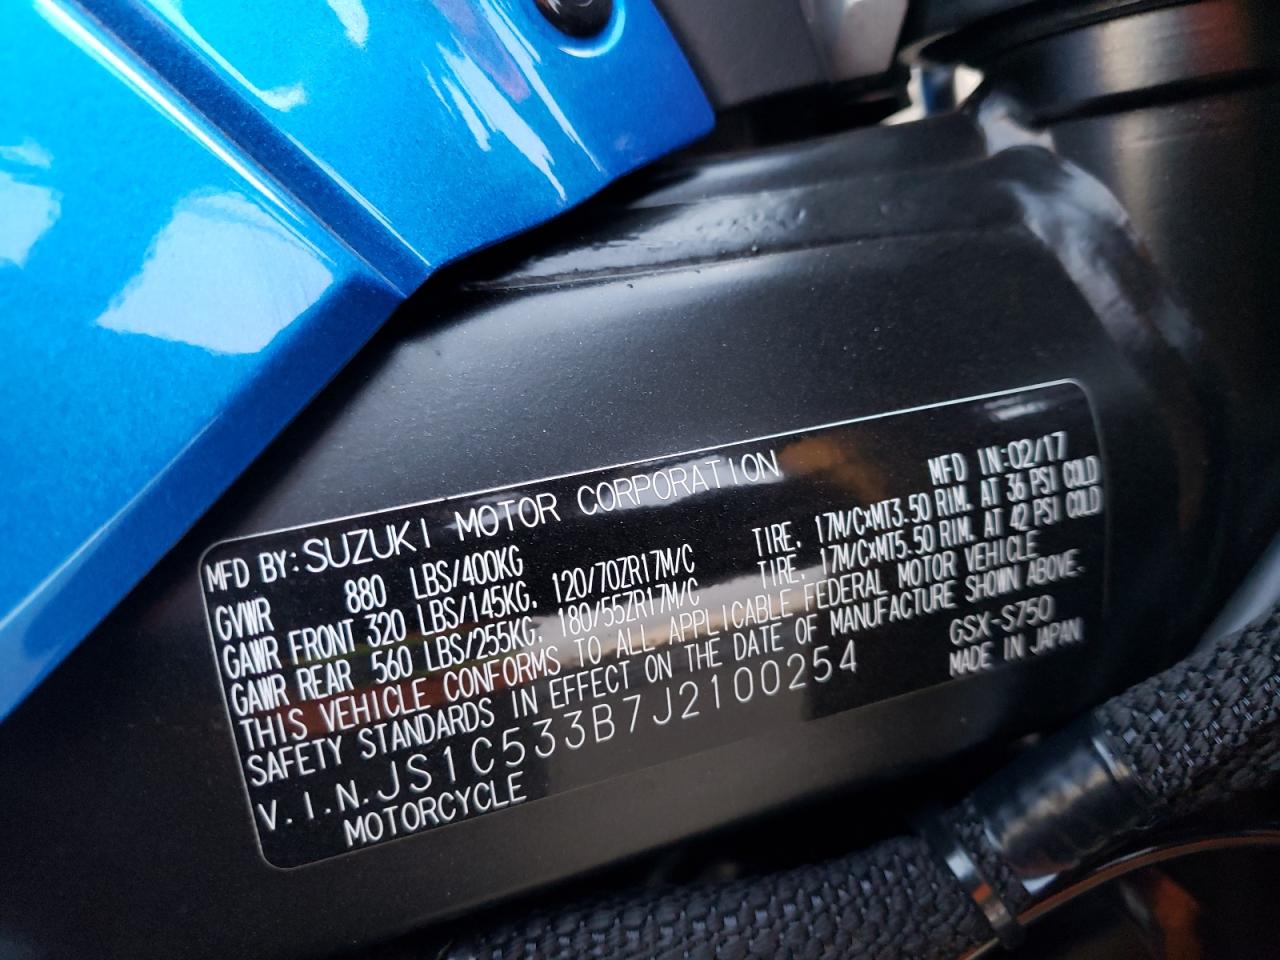 MFD BY: SUZUKI MOTOR CORPORATION MFD IN:02/17
GVWR 880 LBS/400KG
GAWR FRONT 320 LBS/145KG. 120/70ZR17M/C TIRE. 17M/C×MT3.50 RIM. AT 36 PSI COLD
GAWR REAR 560 LBS/255KG. 180/55ZR17M/C TIRE. 17M/C×MT5.50 RIM. AT 42 PSI COLD
THIS VEHICLE CONFORMS TO ALL APPLICABLE FEDERAL MOTOR VEHICLE
SAFETY STANDARDS IN EFFECT ON THE DATE OF MANUFACTURE SHOWN ABOVE.
V.I.N. JS1C533B7J2100254 GSX-S750
MOTORCYCLE MADE IN JAPAN